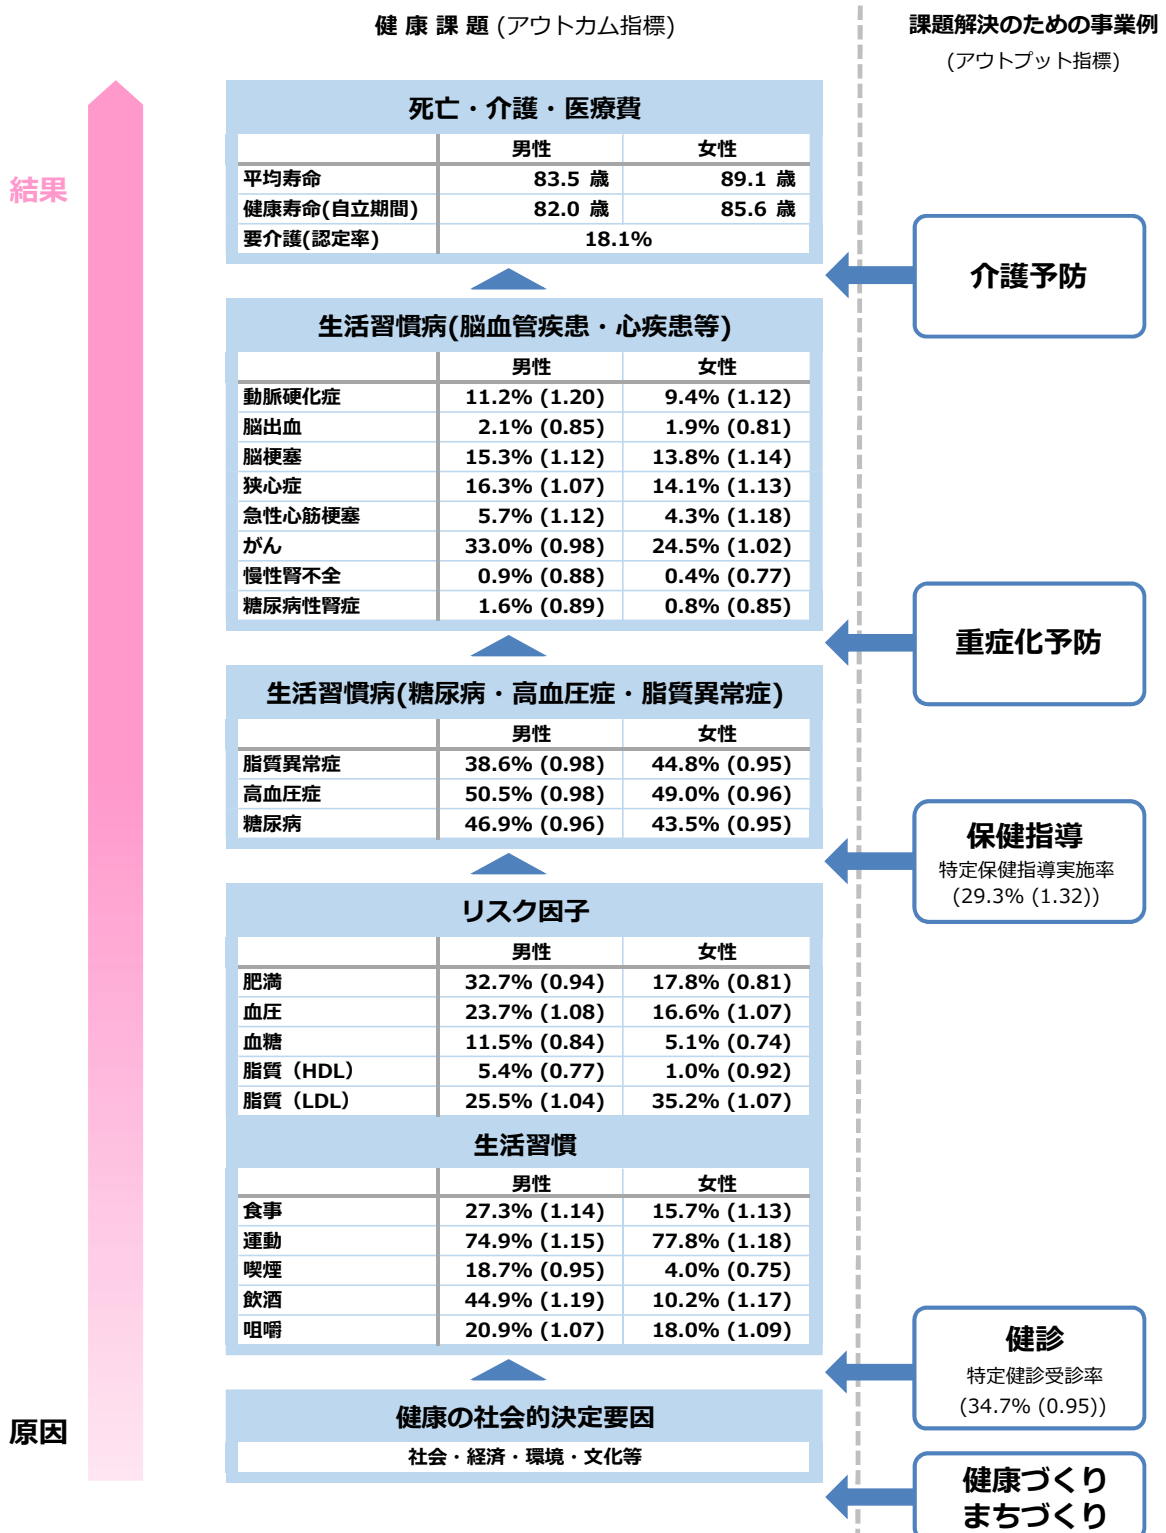 健 康 課 題 (アウトカム指標)
課題解決のための事業例
(アウトプット指標)
結果
原因
死亡・介護・医療費
男性 女性
平均寿命 83.5 歳 89.1 歳
健康寿命(自立期間) 82.0 歳 85.6 歳
要介護(認定率) 18.1%
介護予防
生活習慣病(脳血管疾患・心疾患等)
男性 女性
動脈硬化症 11.2% (1.20) 9.4% (1.12)
脳出血 2.1% (0.85) 1.9% (0.81)
脳梗塞 15.3% (1.12) 13.8% (1.14)
狭心症 16.3% (1.07) 14.1% (1.13)
急性心筋梗塞 5.7% (1.12) 4.3% (1.18)
がん 33.0% (0.98) 24.5% (1.02)
慢性腎不全 0.9% (0.88) 0.4% (0.77)
糖尿病性腎症 1.6% (0.89) 0.8% (0.85)
重症化予防
生活習慣病(糖尿病・高血圧症・脂質異常症)
男性 女性
脂質異常症 38.6% (0.98) 44.8% (0.95)
高血圧症 50.5% (0.98) 49.0% (0.96)
糖尿病 46.9% (0.96) 43.5% (0.95)
保健指導
特定保健指導実施率
(29.3% (1.32))
リスク因子
男性 女性
肥満 32.7% (0.94) 17.8% (0.81)
血圧 23.7% (1.08) 16.6% (1.07)
血糖 11.5% (0.84) 5.1% (0.74)
脂質（HDL） 5.4% (0.77) 1.0% (0.92)
脂質（LDL） 25.5% (1.04) 35.2% (1.07)
生活習慣
男性 女性
食事 27.3% (1.14) 15.7% (1.13)
運動 74.9% (1.15) 77.8% (1.18)
喫煙 18.7% (0.95) 4.0% (0.75)
飲酒 44.9% (1.19) 10.2% (1.17)
咀嚼 20.9% (1.07) 18.0% (1.09)
健診
特定健診受診率
(34.7% (0.95))
健康の社会的決定要因
社会・経済・環境・文化等
健康づくり
まちづくり